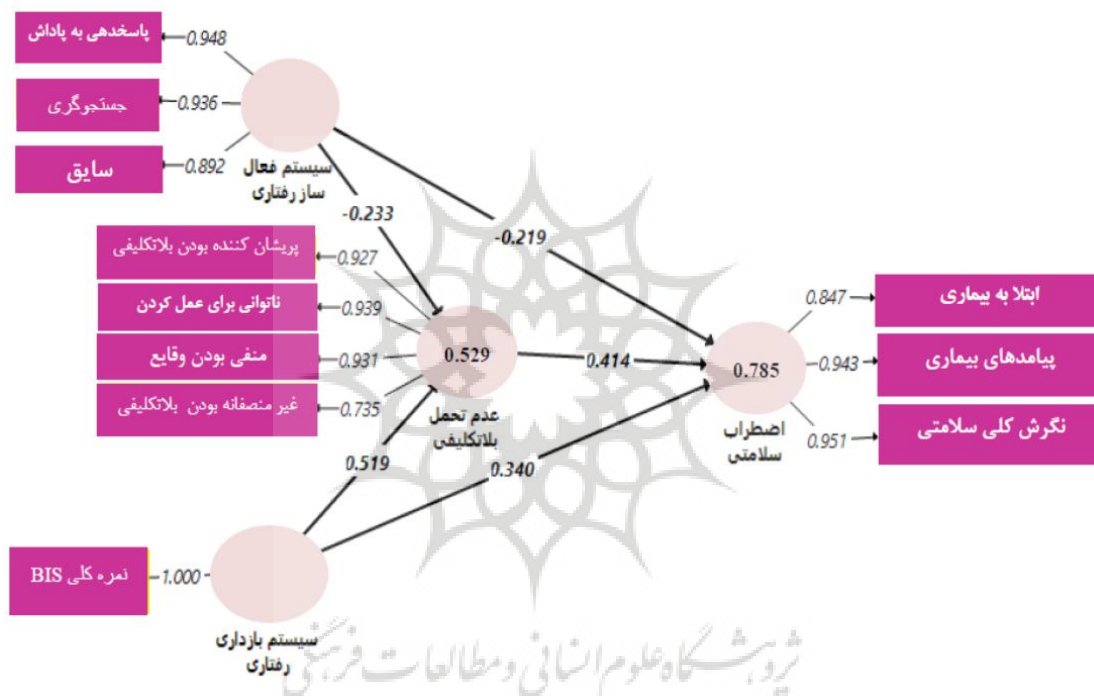 پاسخدهی به پاداش
0.948
جستجوگری
0.936
سایق
0.892
سیستم فعال
ساز رفتاری
-0.233
-0.219
پریشان کننده بودن بلاتکلیفی
0.927
ناتوانی برای عمل کردن
0.939
منفی بودن وقایع
0.931
غیر منصفانه بودن بلاتکلیفی
0.735
0.529
عدم تحمل
بلاتکلیفی
0.414
0.785
اضطراب
سلامتی
0.847
ابتلا به بیماری
0.943
پیامدهای بیماری
0.951
نگرش کلی سلامتی
0.519
0.340
نمره کلی BIS
1.000
سیستم بازداری
رفتاری
پژوهشگاه علوم انسانی و مطالعات فرهنگی